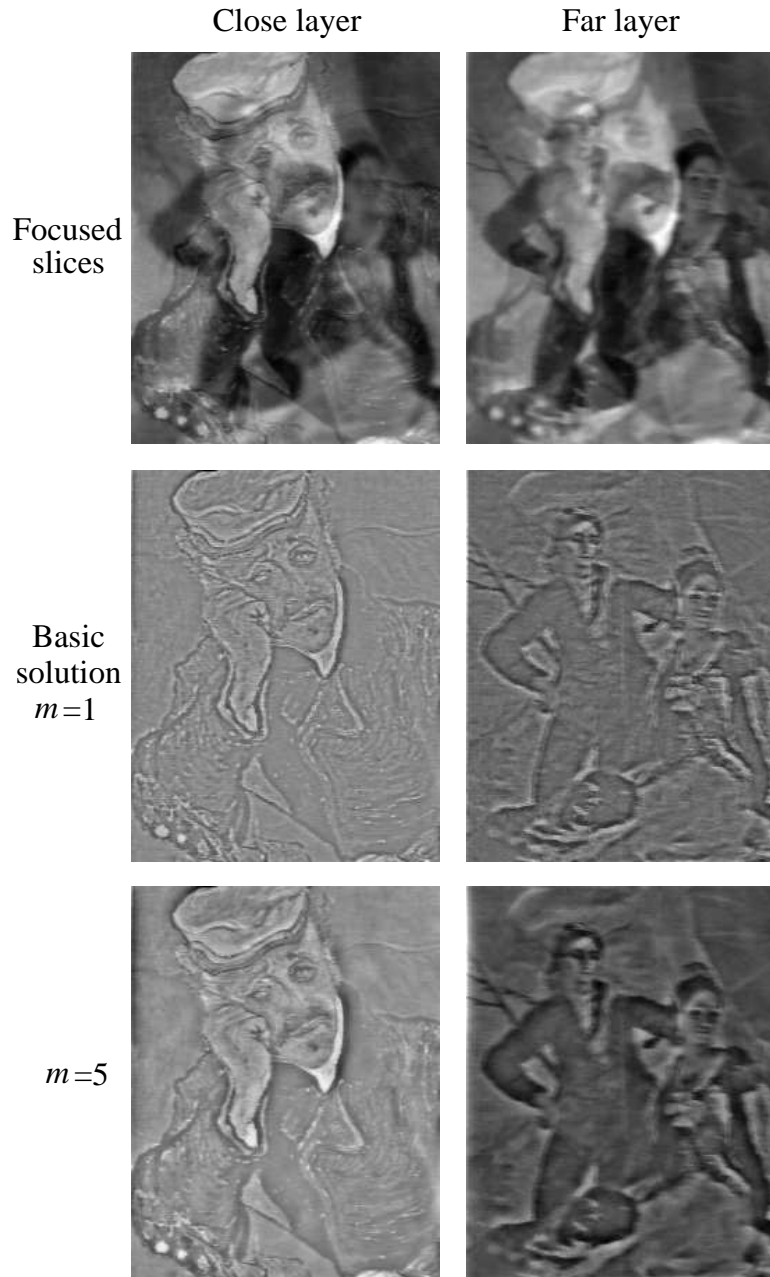 Close layer
Far layer
Focused
slices
Basic
solution
m=1
m=5